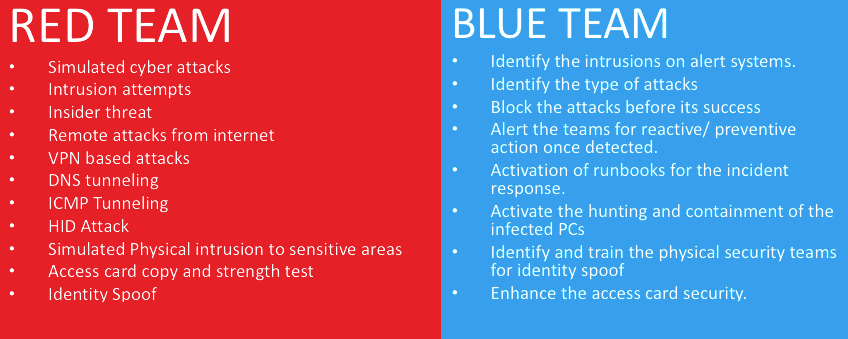 RED TEAM
• Simulated cyber attacks
• Intrusion attempts
• Insider threat
• Remote attacks from internet
• VPN based attacks
• DNS tunneling
• ICMP Tunneling
• HID Attack
• Simulated Physical intrusion to sensitive areas
• Access card copy and strength test
• Identity Spoof
BLUE TEAM
• Identify the intrusions on alert systems.
• Identify the type of attacks
• Block the attacks before its success
• Alert the teams for reactive/ preventive
action once detected.
• Activation of runbooks for the incident
response.
• Activate the hunting and containment of the
infected PCs
• Identify and train the physical security teams
for identity spoof
• Enhance the access card security.